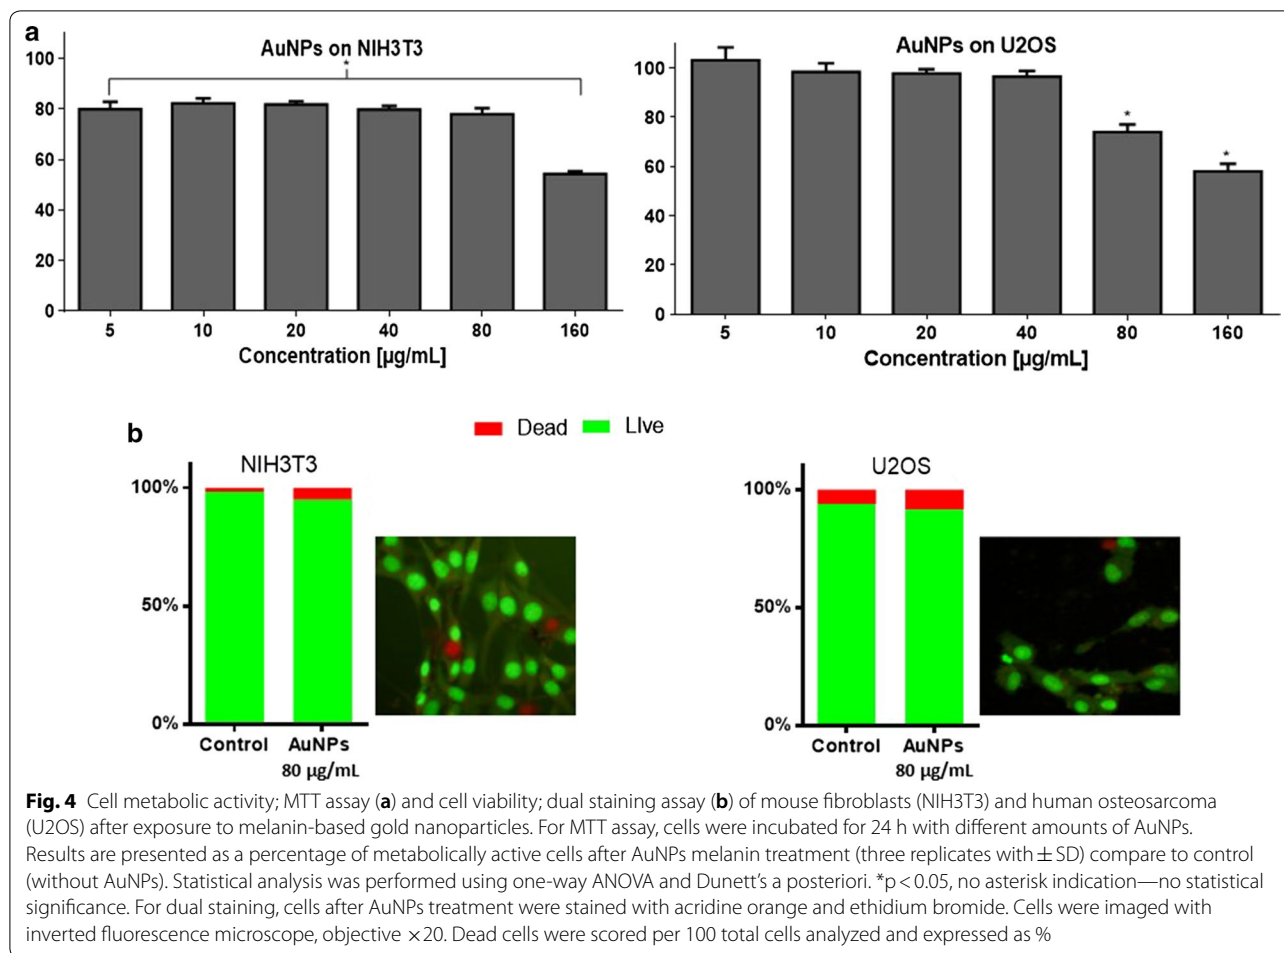 a
AuNPs on NIH3T3
*
100
80
60
40
20
0
5 10 20 40 80 160
Concentration [µg/mL]
AuNPs on U2OS
100
80
60
40
20
0
*
*
5 10 20 40 80 160
Concentration [µg/mL]
b
Dead LIve
NIH3T3
100%
50%
0%
Control AuNPs
80 µg/mL
U2OS
100%
50%
0%
Control AuNPs
80 µg/mL
Fig. 4 Cell metabolic activity; MTT assay (a) and cell viability; dual staining assay (b) of mouse fibroblasts (NIH3T3) and human osteosarcoma
(U2OS) after exposure to melanin-based gold nanoparticles. For MTT assay, cells were incubated for 24 h with different amounts of AuNPs.
Results are presented as a percentage of metabolically active cells after AuNPs melanin treatment (three replicates with ± SD) compare to control
(without AuNPs). Statistical analysis was performed using one-way ANOVA and Dunett's a posteriori. *p < 0.05, no asterisk indication—no statistical
significance. For dual staining, cells after AuNPs treatment were stained with acridine orange and ethidium bromide. Cells were imaged with
inverted fluorescence microscope, objective ×20. Dead cells were scored per 100 total cells analyzed and expressed as %